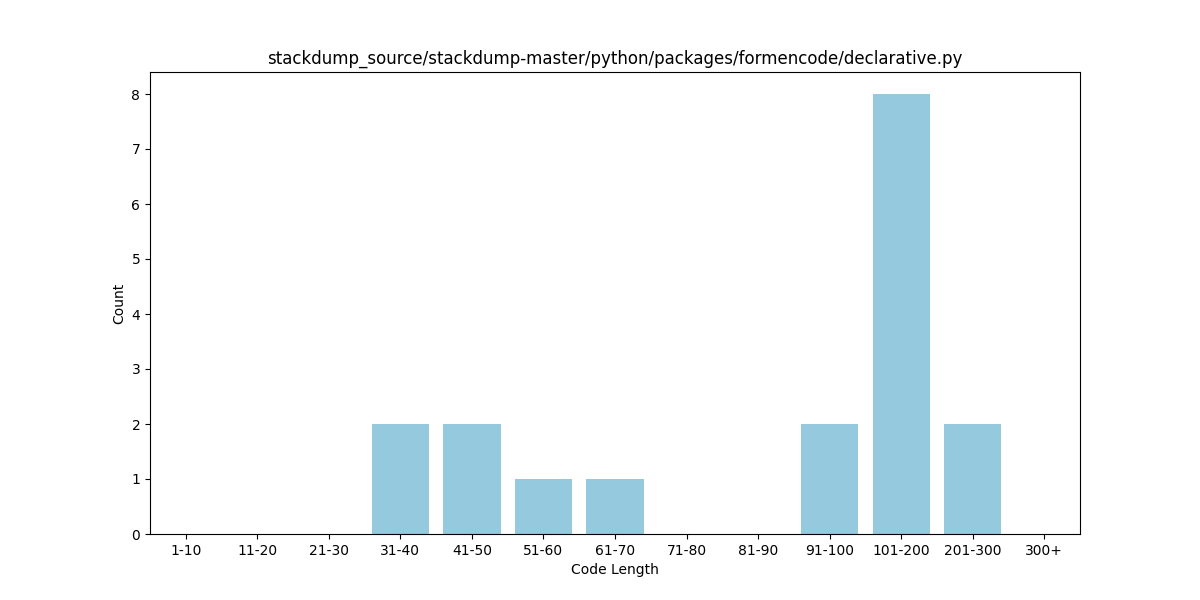 stackdump_source/stackdump-master/python/packages/formencode/declarative.py
8
7
6
5
4
3
2
1
0
Count
1-10 11-20 21-30 31-40 41-50 51-60 61-70 71-80 81-90 91-100 101-200 201-300 300+
Code Length